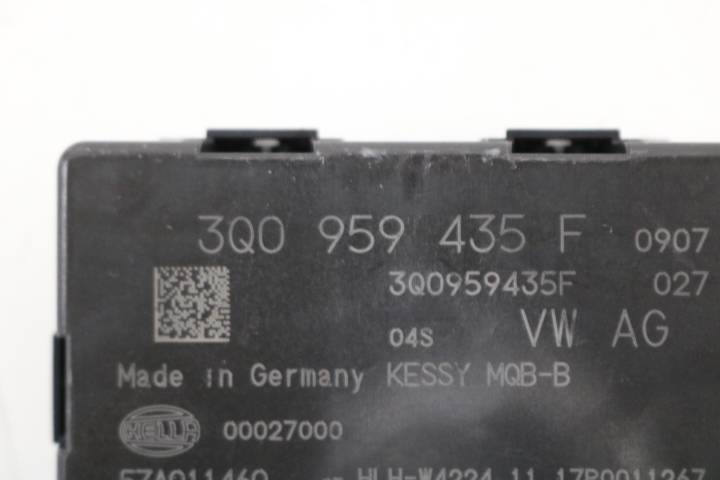 3Q0 959 435 F 0907
3Q0959435F 027
04S VW AG
Made in Germany KESSY MQB-B
HELLA 00027000